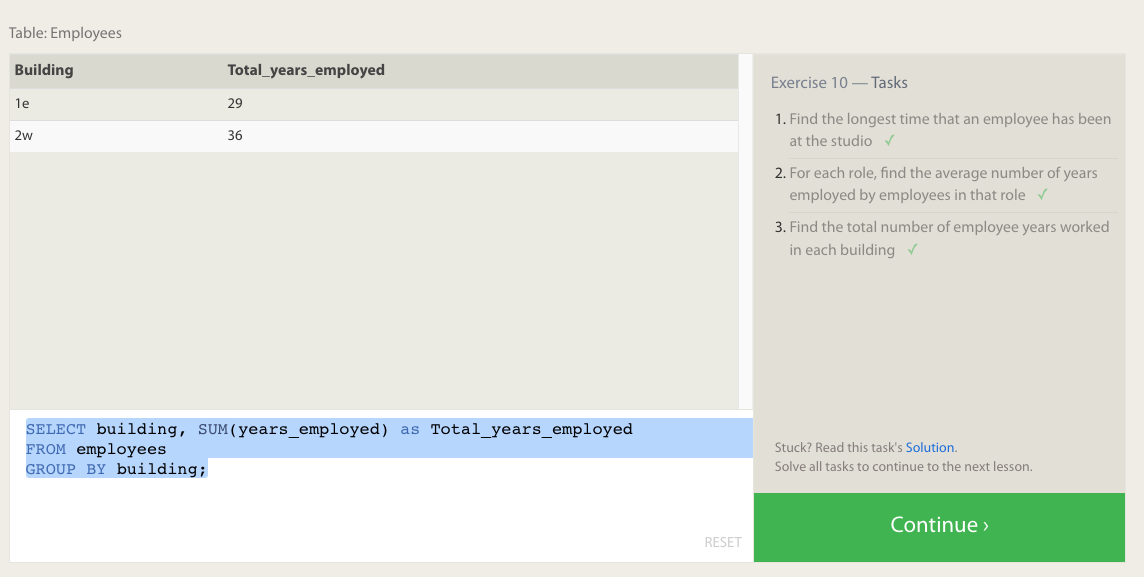 Table: Employees
Building Total_years_employed
1e 29
2w 36
SELECT building, SUM(years_employed) as Total_years_employed
FROM employees
GROUP BY building;
RESET
Exercise 10 — Tasks
1. Find the longest time that an employee has been
at the studio ✓
2. For each role, find the average number of years
employed by employees in that role ✓
3. Find the total number of employee years worked
in each building ✓
Stuck? Read this task's Solution.
Solve all tasks to continue to the next lesson.
Continue ›